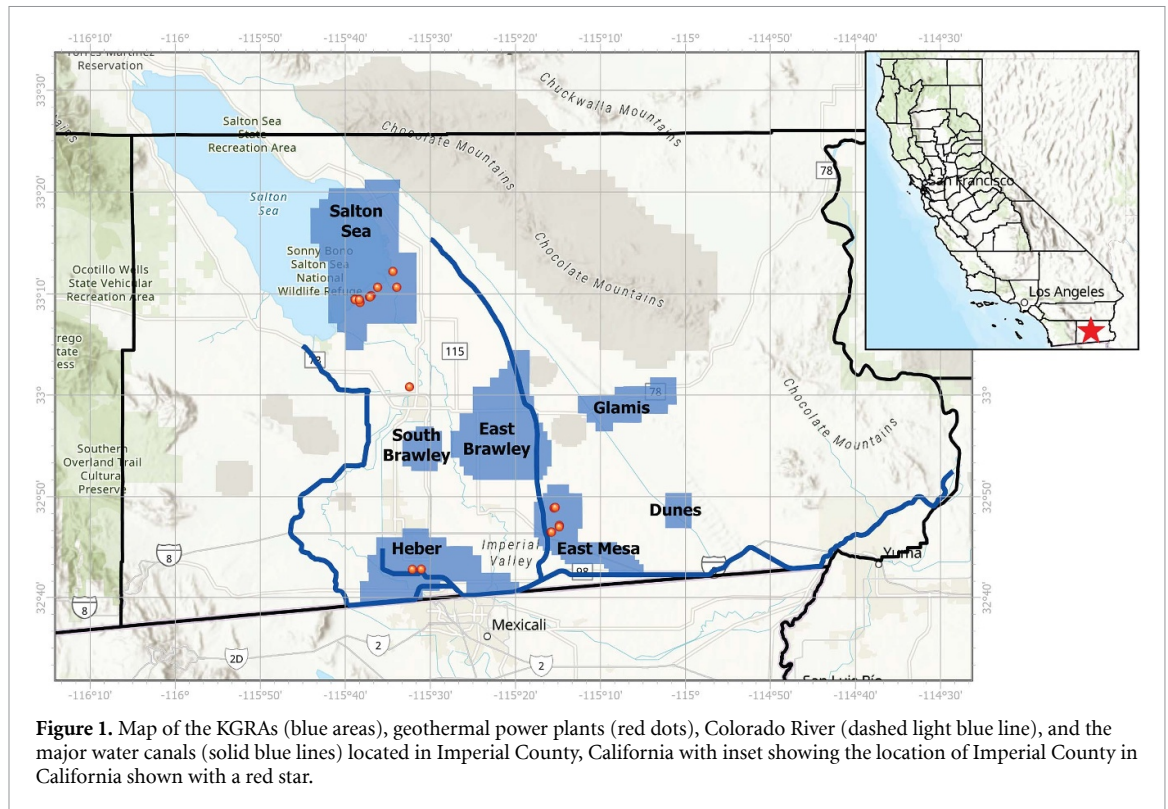 -116°10'
-116°
-115°50'
-115°40'
-115°30'
-115°20'
-115°10'
-115°
-114°50'
-114°40'
-114°30'
Reservation
33°30'
Chuckwalla Mountains
Salton Sea
State
Recreation Area
Chocolate Mountains
San Francisco
Los Angeles
78
33°20'
Salton
Sea
Salton
Sea
Sonny Bono
Salton Sea
National
Wildlife Refuge
Chocolate Mountains
Ocotillo Wells
State Vehicular
Recreation Area
33°10'
115
78
33°
33°
Glamis
Chocolate Mountains
South
Brawley
East
Brawley
Southern
Overland Trail
Cultural
Preserve
32°50'
32°50'
Dunes
Heber
Imperial
Valley
East Mesa
98
Yuma
8
8
32°40'
32°40'
Mexicali
2
2D
2
-116°10'
-116°
-115°50'
-115°40'
-115°30'
-115°20'
-115°10'
-115°
-114°50'
-114°40'
-114°30'
Figure 1. Map of the KGRAs (blue areas), geothermal power plants (red dots), Colorado River (dashed light blue line), and the
major water canals (solid blue lines) located in Imperial County, California with inset showing the location of Imperial County in
California shown with a red star.